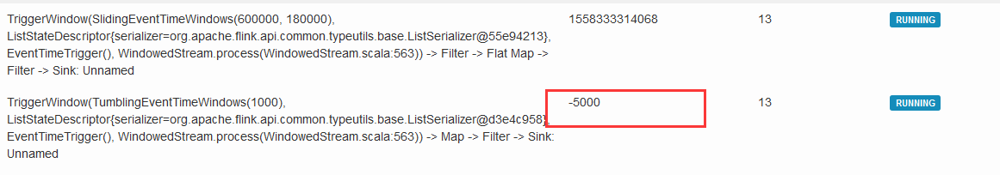 TriggerWindow(SlidingEventTimeWindows(600000, 180000), 1558333314068 13 RUNNING
ListStateDescriptor{serializer=org.apache.flink.api.common.typeutils.base.ListSerializer@55e94213},
EventTimeTrigger(), WindowedStream.process(WindowedStream.scala:563)) -> Filter -> Flat Map ->
Filter -> Sink: Unnamed
TriggerWindow(TumblingEventTimeWindows(1000), -5000 13 RUNNING
ListStateDescriptor{serializer=org.apache.flink.api.common.typeutils.base.ListSerializer@d3e4c958},
EventTimeTrigger(), WindowedStream.process(WindowedStream.scala:563)) -> Map -> Filter -> Sink:
Unnamed